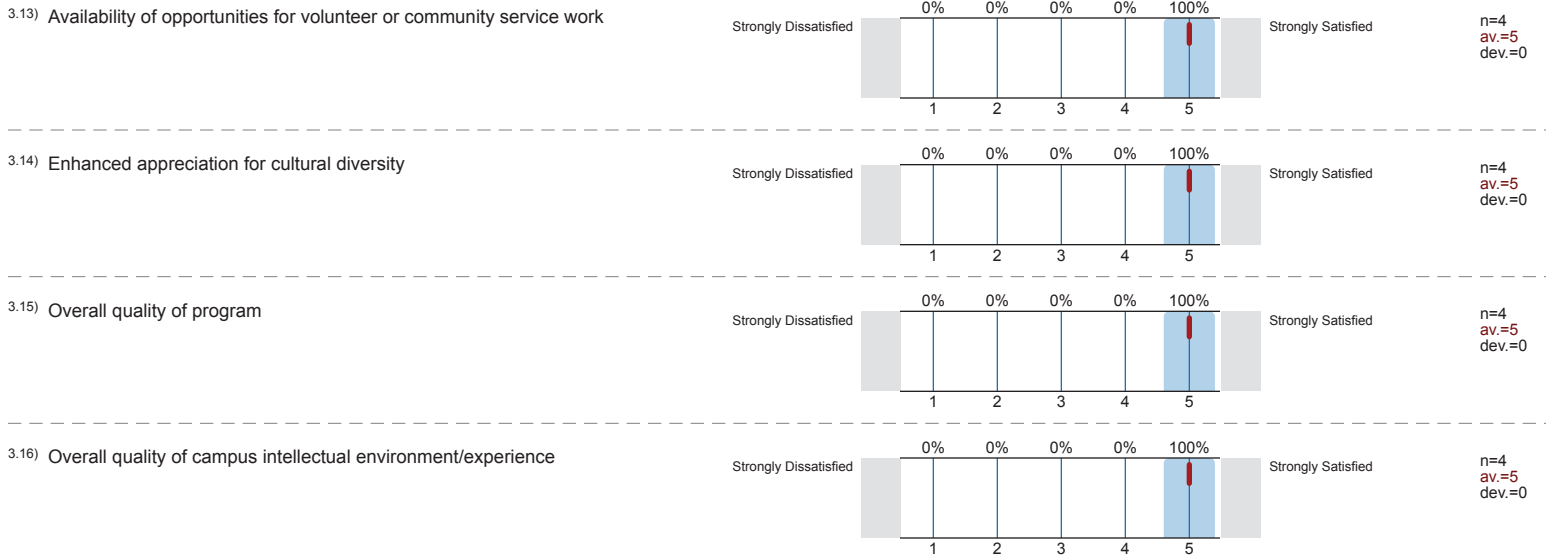 3.13) Availability of opportunities for volunteer or community service work
0% 0% 0% 0% 100%
Strongly Dissatisfied Strongly Satisfied
n=4
av.=5
dev.=0
1 2 3 4 5
3.14) Enhanced appreciation for cultural diversity
0% 0% 0% 0% 100%
Strongly Dissatisfied Strongly Satisfied
n=4
av.=5
dev.=0
1 2 3 4 5
3.15) Overall quality of program
0% 0% 0% 0% 100%
Strongly Dissatisfied Strongly Satisfied
n=4
av.=5
dev.=0
1 2 3 4 5
3.16) Overall quality of campus intellectual environment/experience
0% 0% 0% 0% 100%
Strongly Dissatisfied Strongly Satisfied
n=4
av.=5
dev.=0
1 2 3 4 5